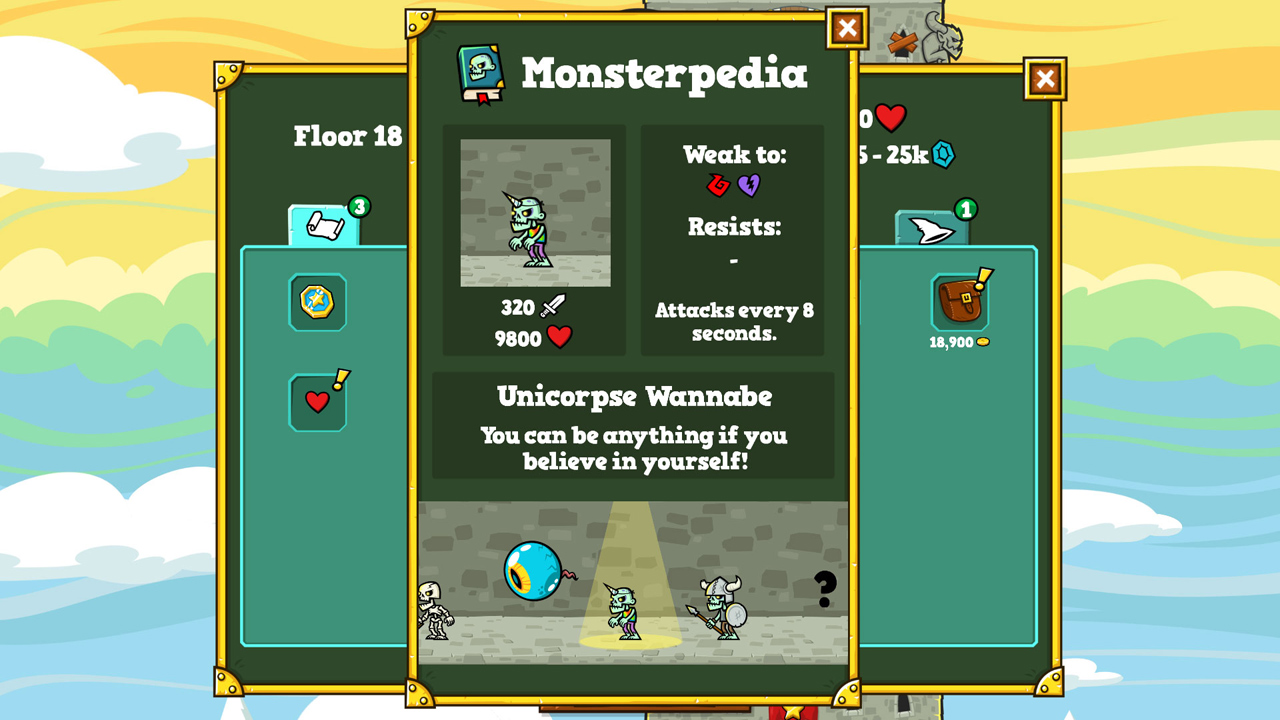 Monsterpedia
Floor 18
0
5 - 25k
3
1
Weak to:
Resists:
-
320
9800
Attacks every 8
seconds.
!
18,900
!
Unicorpse Wannabe
You can be anything if you
believe in yourself!
?